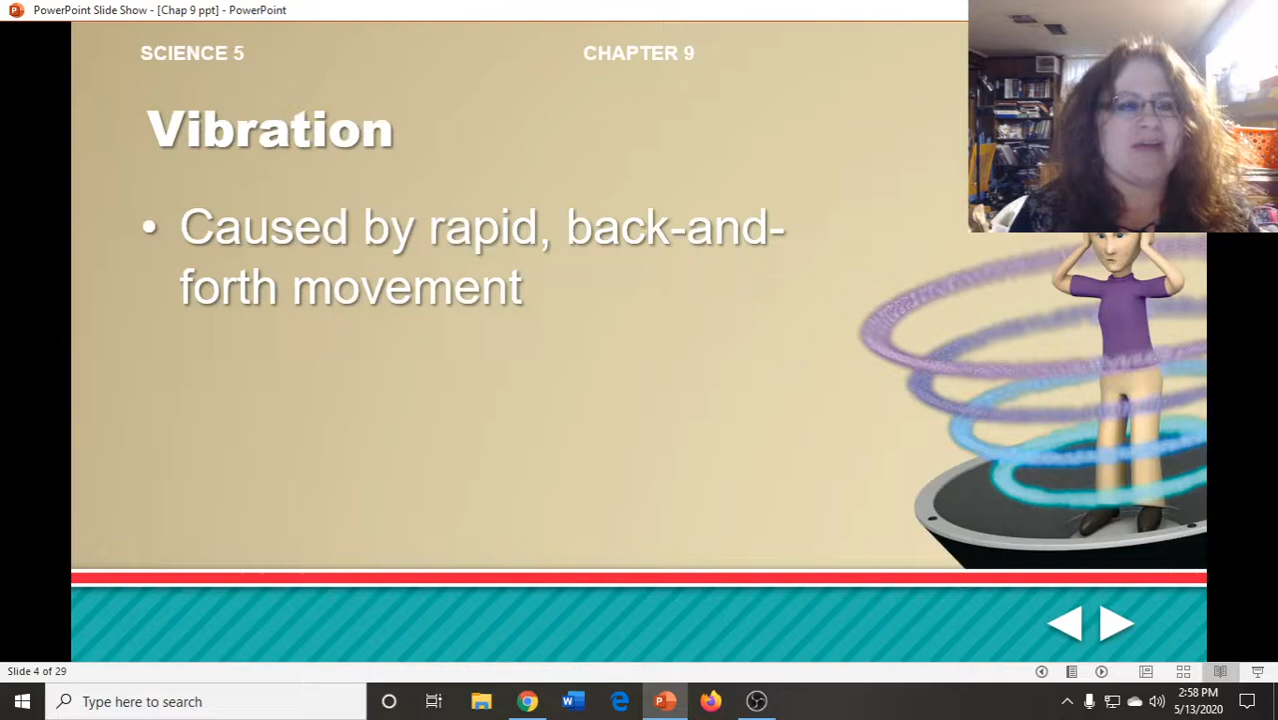 PowerPoint Slide Show - [Chap 9 ppt] - PowerPoint
SCIENCE 5
CHAPTER 9
Vibration
• Caused by rapid, back-and-
forth movement
Slide 4 of 29
Type here to search
2:58 PM
5/13/2020